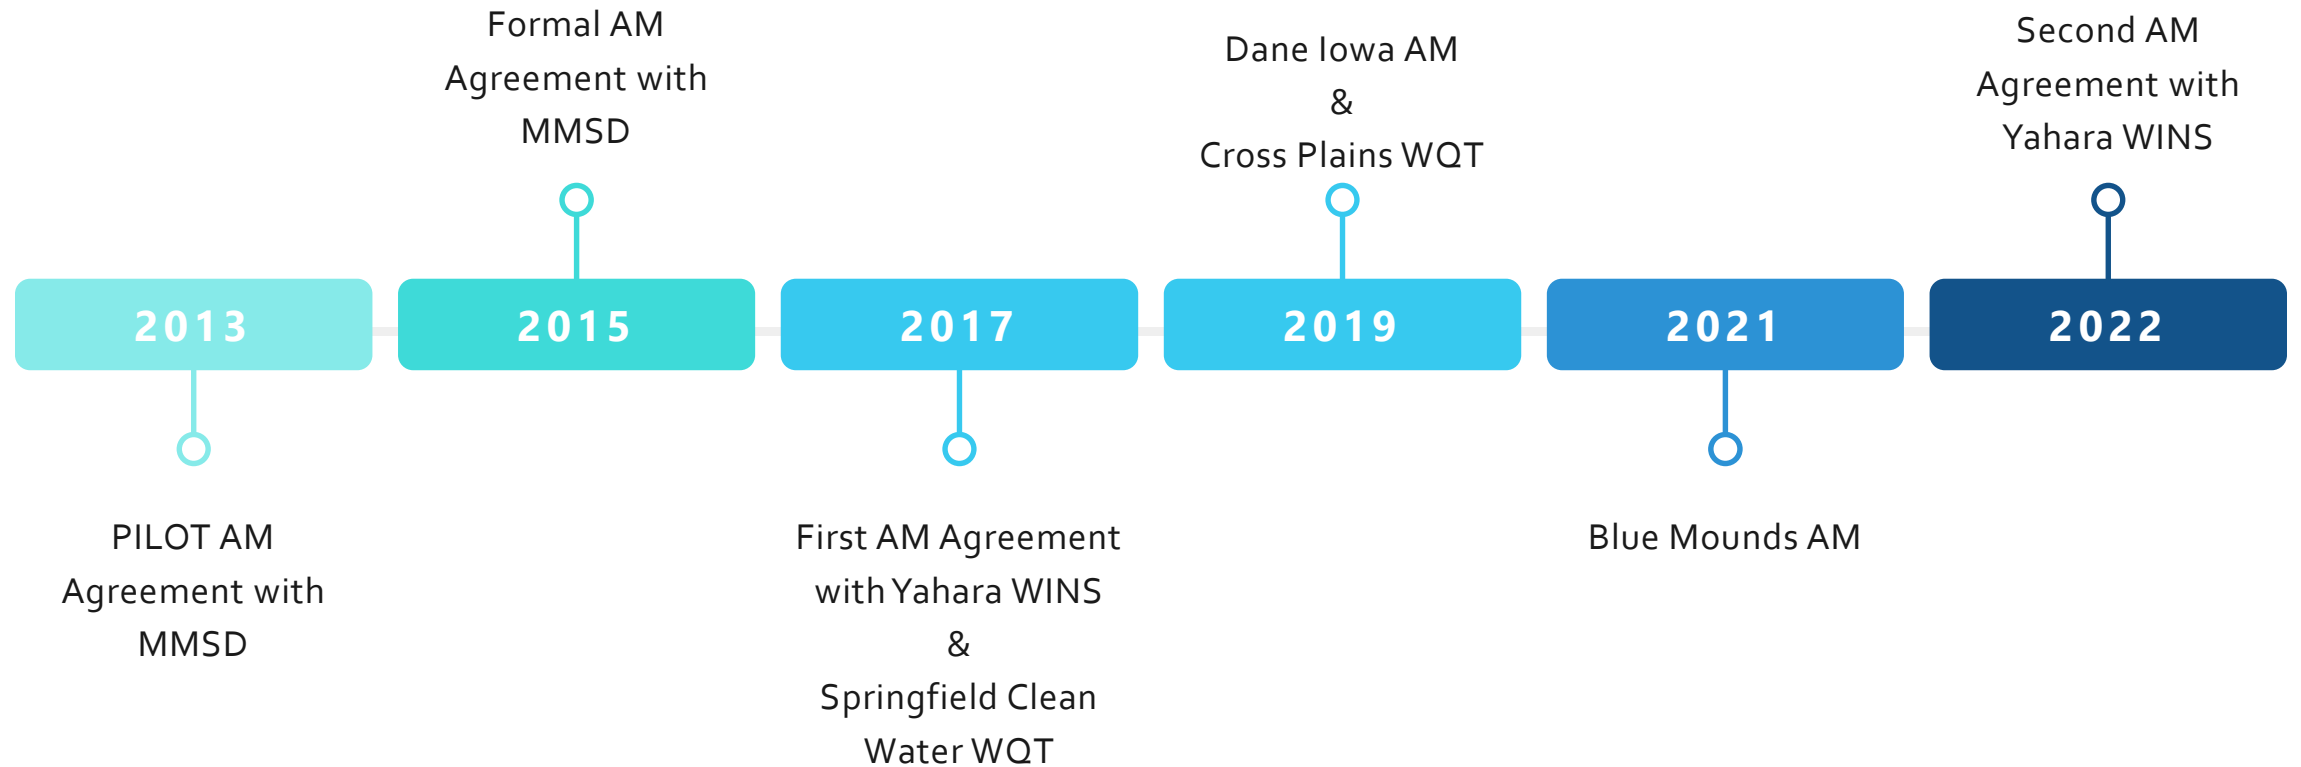 Formal AM
Agreement with
MMSD
Dane Iowa AM
&
Cross Plains WQT
Second AM
Agreement with
Yahara WINS
2013
2015
2017
2019
2021
2022
PILOT AM
Agreement with
MMSD
First AM Agreement
with Yahara WINS
&
Springfield Clean
Water WQT
Blue Mounds AM